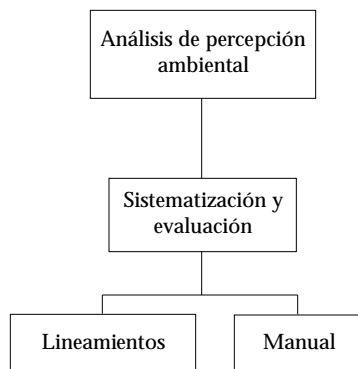 Análisis de percepción
ambiental
Sistematización y
evaluación
Lineamientos
Manual